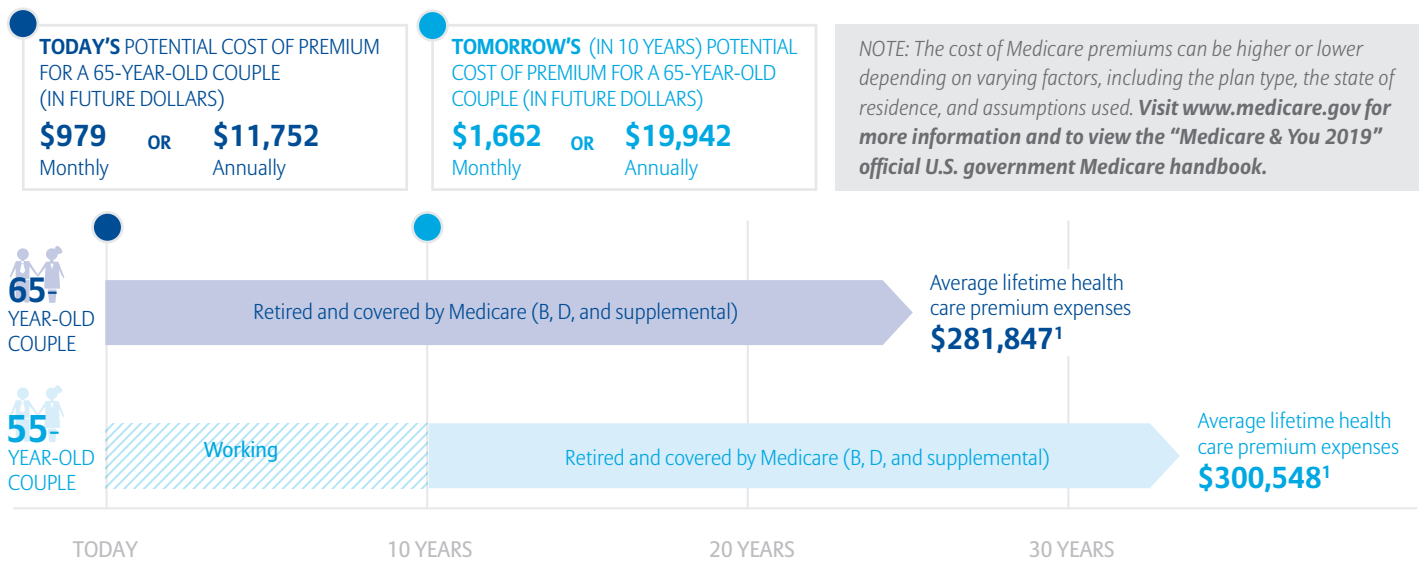 TODAY'S POTENTIAL COST OF PREMIUM
FOR A 65-YEAR-OLD COUPLE
(IN FUTURE DOLLARS)
$979 OR $11,752
Monthly Annually
TOMORROW'S (IN 10 YEARS) POTENTIAL
COST OF PREMIUM FOR A 65-YEAR-OLD
COUPLE (IN FUTURE DOLLARS)
$1,662 OR $19,942
Monthly Annually
NOTE: The cost of Medicare premiums can be higher or lower
depending on varying factors, including the plan type, the state of
residence, and assumptions used. Visit www.medicare.gov for
more information and to view the "Medicare & You 2019"
official U.S. government Medicare handbook.
65-
YEAR-OLD
COUPLE
Retired and covered by Medicare (B, D, and supplemental)
Average lifetime health
care premium expenses
$281,847¹
55-
YEAR-OLD
COUPLE
Working
Retired and covered by Medicare (B, D, and supplemental)
Average lifetime health
care premium expenses
$300,548¹
TODAY 10 YEARS 20 YEARS 30 YEARS